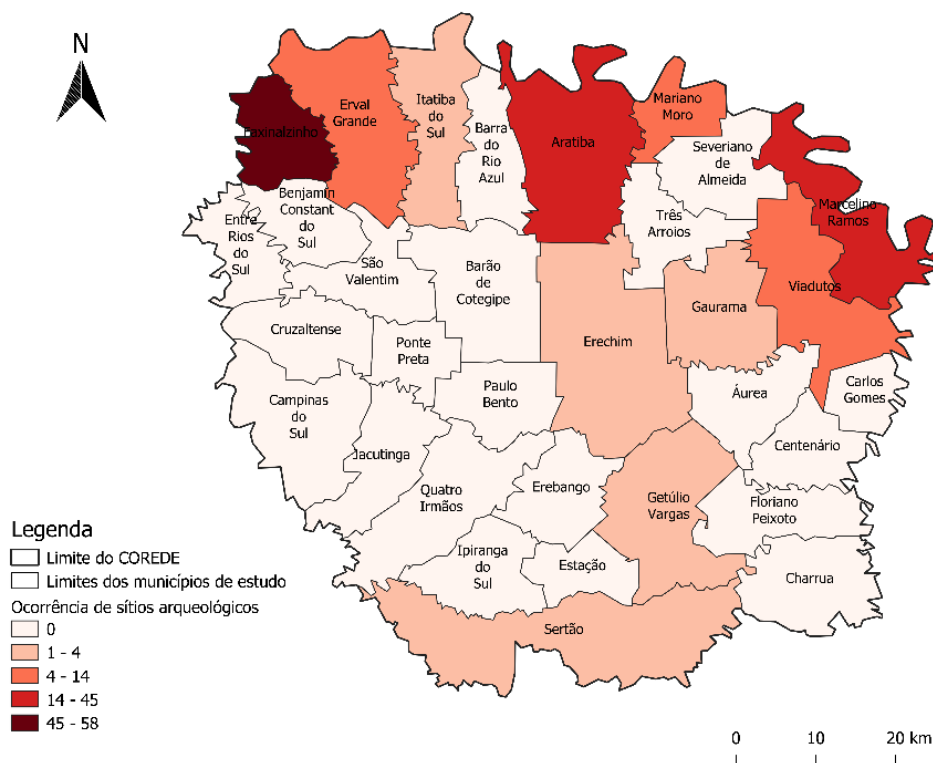 N
Faxinalzinho
Erval
Grande
Itatiba
do
Sul
Barra
do
Rio
Azul
Aratiba
Mariano
Moro
Severiano
de
Almeida
Marcelino
Ramos
Três
Arroios
Viadutos
Gaurama
Benjamin
Constant
do
Sul
Entre
Rios
do
Sul
São
Valentim
Barão
de
Cotegipe
Erechim
Cruzaltense
Ponte
Preta
Campinas
do
Sul
Paulo
Bento
Áurea
Carlos
Gomes
Centenário
Jacutinga
Quatro
Irmãos
Erebango
Getúlio
Vargas
Floriano
Peixoto
Ipiranga
do
Sul
Estação
Charrua
Sertão
Legenda
Limite do COREDE
Limites dos municípios de estudo
Ocorrência de sítios arqueológicos
0
1 - 4
4 - 14
14 - 45
45 - 58
0 10 20 km